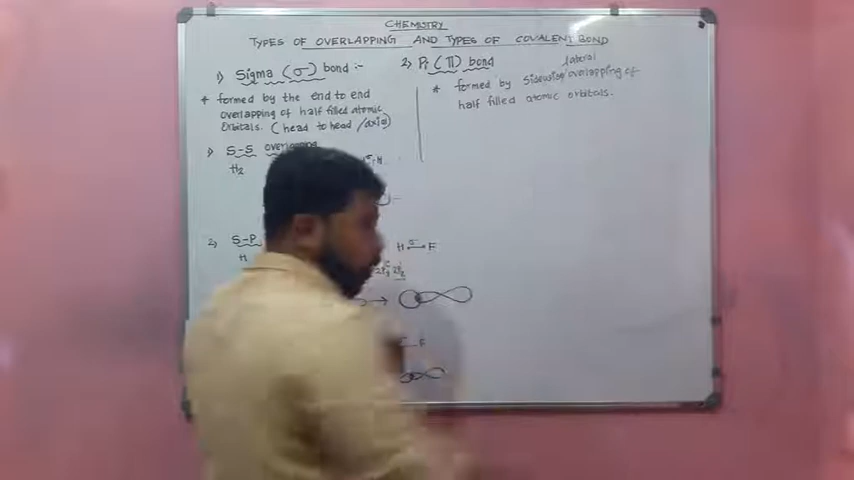 CHEMISTRY
TYPES OF OVERLAPPING AND TYPES OF COVALENT BOND
1) Sigma (σ) bond :-
* formed by the end to end
overlapping of half filled atomic
Orbitals. (head to head / axial)
1) S-S overlapping
H2
2) S-P
H
H σ F
2) Pi (π) bond
lateral
* formed by sidewise/overlapping of
half filled atomic orbitals.